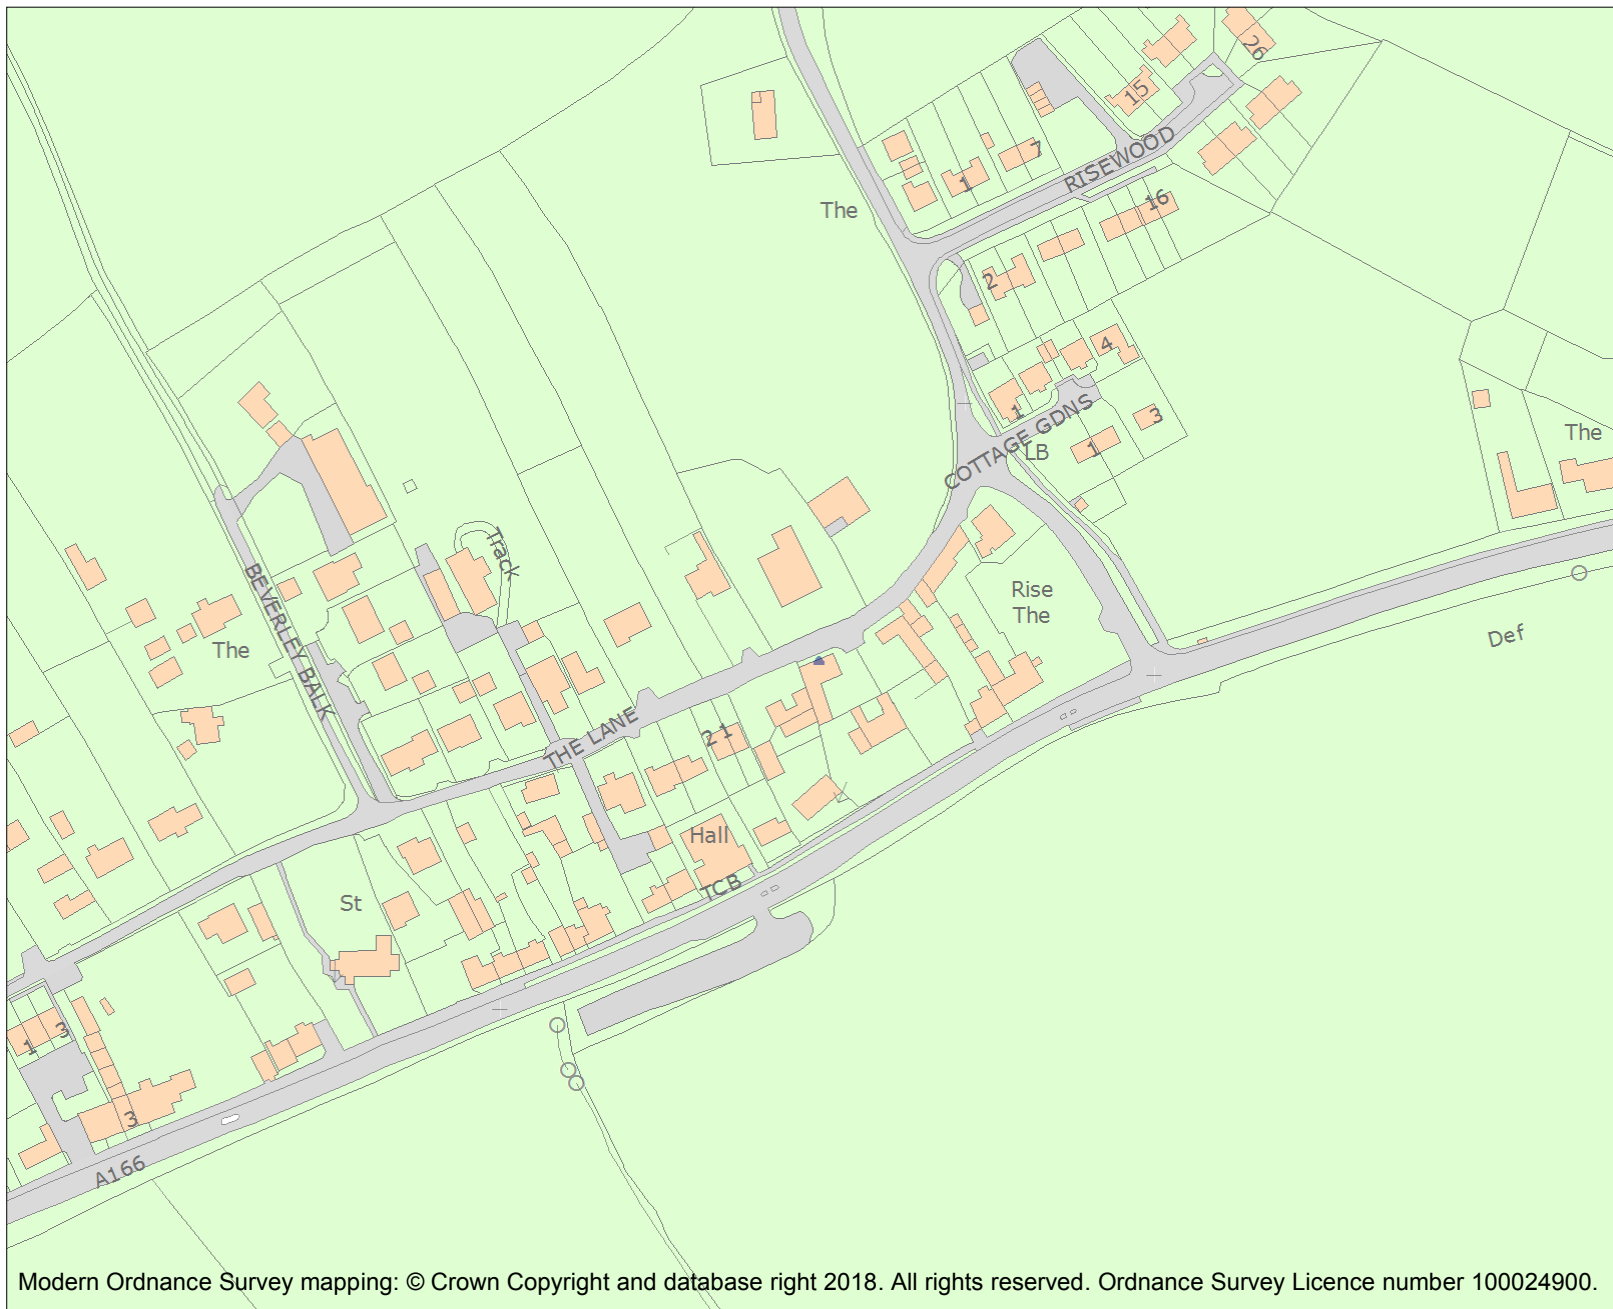 26
15
7
RISEWOOD
1
16
The
2
4
1
COTTAGE GDNS
3
1
LB
The
Track
BEVERLEY BALK
Rise
The
Def
The
THE LANE
2 1
Hall
TCB
St
3
1
3
A166
Modern Ordnance Survey mapping: © Crown Copyright and database right 2018. All rights reserved. Ordnance Survey Licence number 100024900.